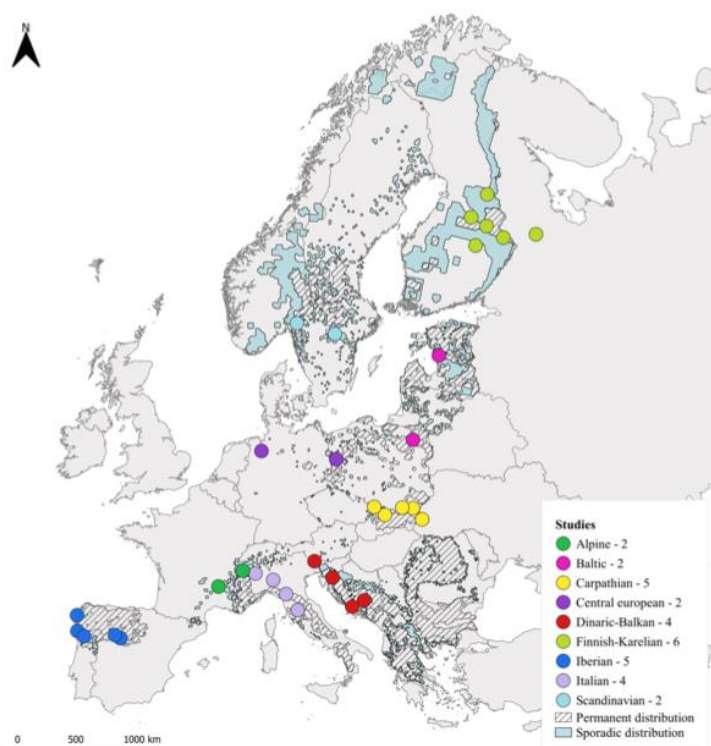 N
Studies
Alpine - 2
Baltic - 2
Carpathian - 5
Central european - 2
Dinaric-Balkan - 4
Finnish-Karelian - 6
Iberian - 5
Italian - 4
Scandinavian - 2
Permanent distribution
Sporadic distribution
0 500 1000 km